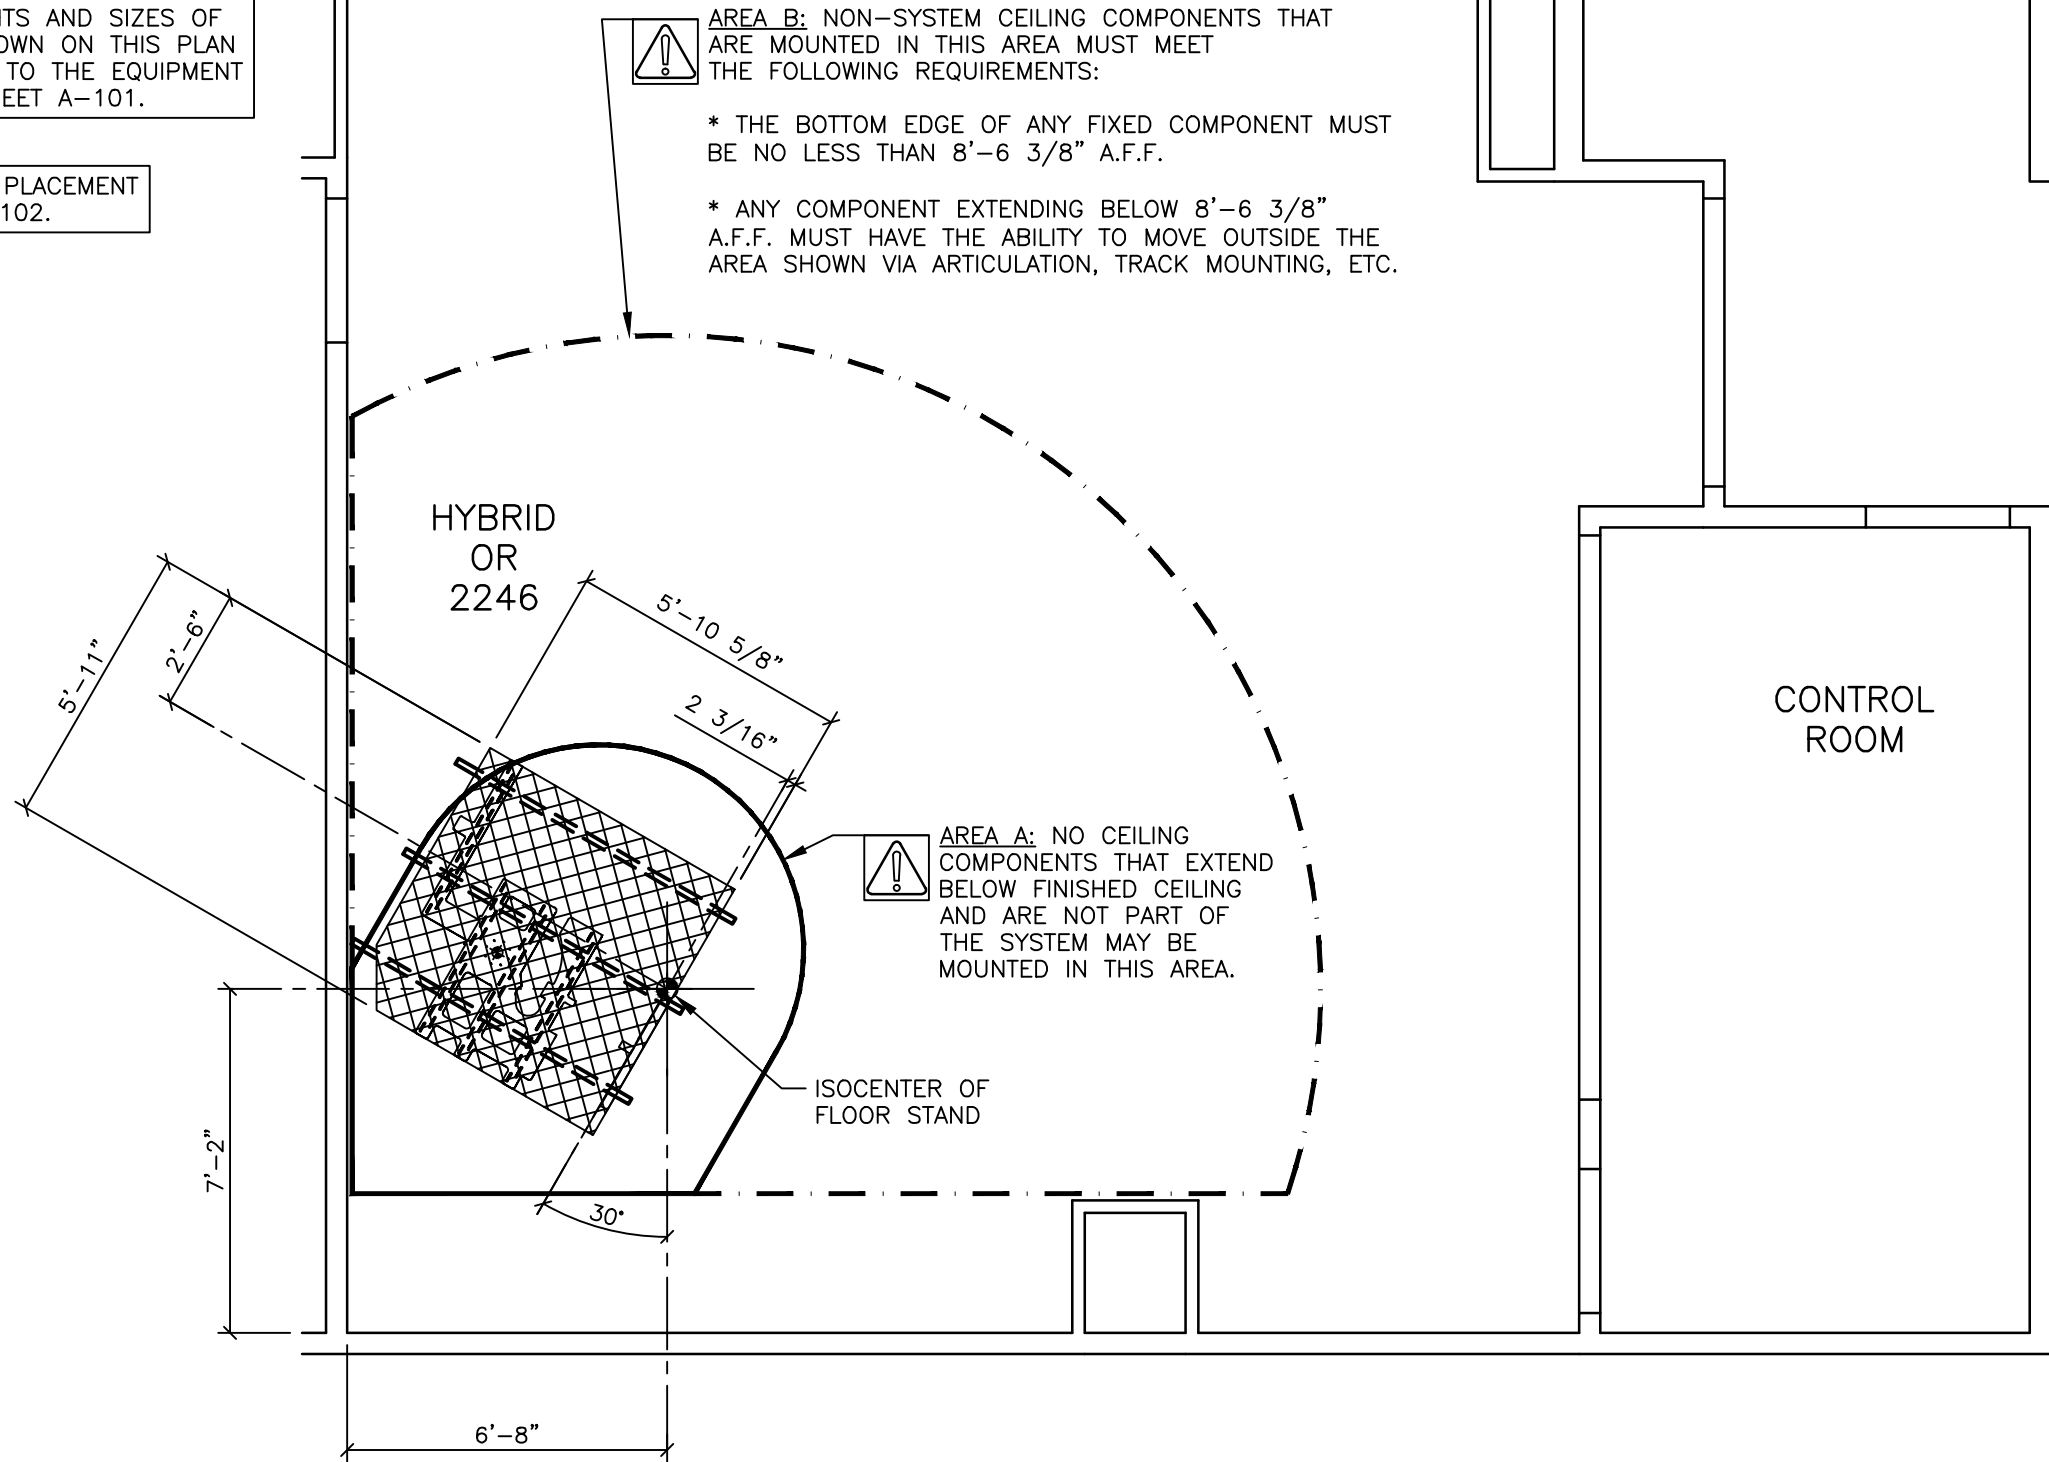 TS AND SIZES OF
OWN ON THIS PLAN
TO THE EQUIPMENT
EET A-101.
PLACEMENT
102.
AREA B: NON-SYSTEM CEILING COMPONENTS THAT
ARE MOUNTED IN THIS AREA MUST MEET
THE FOLLOWING REQUIREMENTS:
* THE BOTTOM EDGE OF ANY FIXED COMPONENT MUST
BE NO LESS THAN 8'-6 3/8" A.F.F.
* ANY COMPONENT EXTENDING BELOW 8'-6 3/8"
A.F.F. MUST HAVE THE ABILITY TO MOVE OUTSIDE THE
AREA SHOWN VIA ARTICULATION, TRACK MOUNTING, ETC.
HYBRID
OR
2246
5'-11"
2'-6"
5'-10 5/8"
2 3/16"
CONTROL
ROOM
AREA A: NO CEILING
COMPONENTS THAT EXTEND
BELOW FINISHED CEILING
AND ARE NOT PART OF
THE SYSTEM MAY BE
MOUNTED IN THIS AREA.
ISOCENTER OF
FLOOR STAND
7'-2"
30°
6'-8"